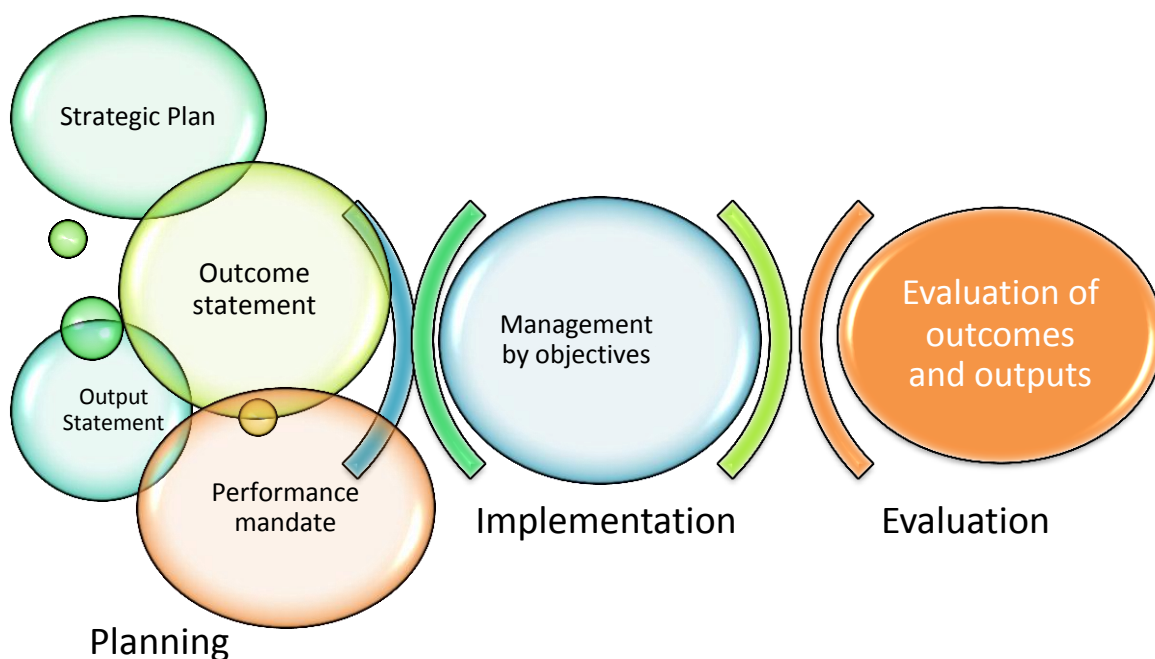 Strategic Plan
Outcome
statement
Output
Statement
Performance
mandate
Planning
Management
by objectives
Implementation
Evaluation of
outcomes
and outputs
Evaluation